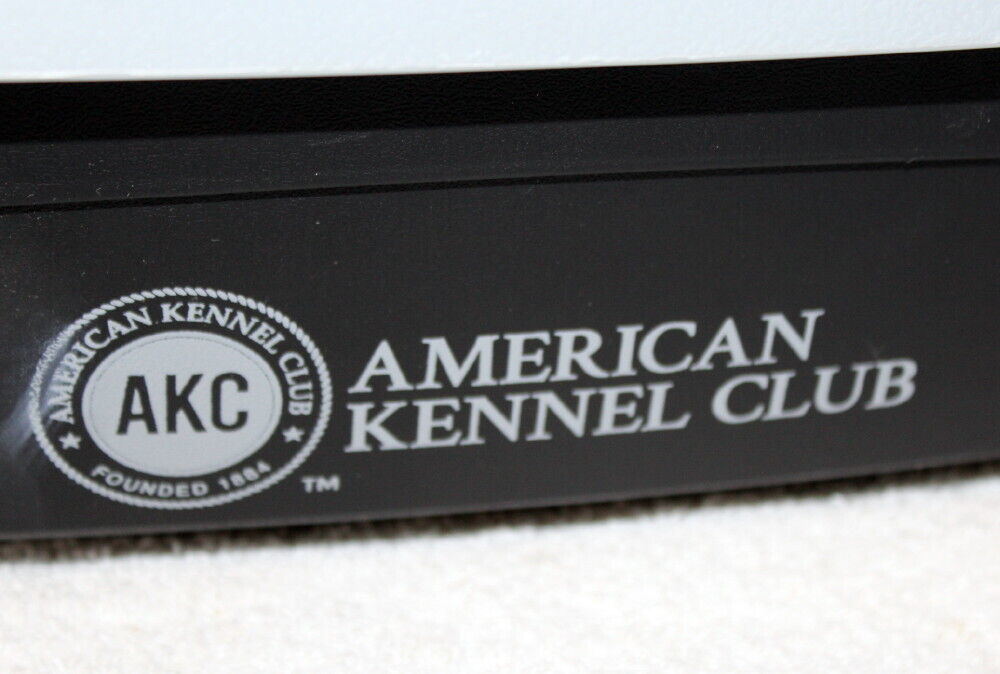 AMERICAN KENNEL CLUB
AKC
FOUNDED 1884
TM
AMERICAN
KENNEL CLUB